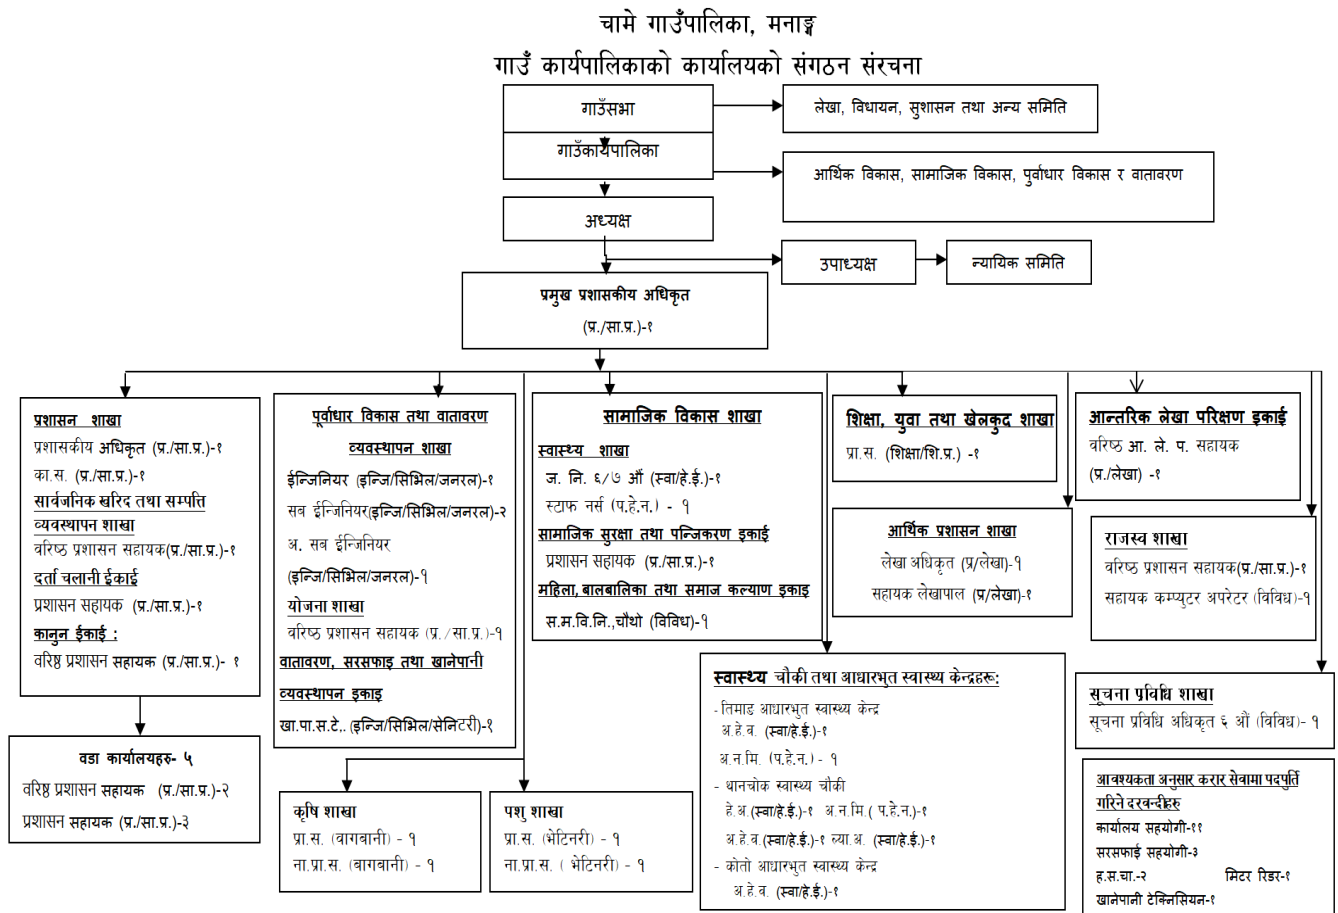 चामे गाउँपालिका, मनाङ्ग
गाउँ कार्यपालिकाको कार्यालयको संगठन संरचना
गाउँसभा
लेखा, विधायन, सुशासन तथा अन्य समिति
गाउँकार्यपालिका
आर्थिक विकास, सामाजिक विकास, पुर्वाधार विकास र वातावरण
अध्यक्ष
उपाध्यक्ष
न्यायिक समिति
प्रमुख प्रशासकीय अधिकृत
(प्र./सा.प्र.)-१
प्रशासन शाखा
प्रशासकीय अधिकृत (प्र./सा.प्र.)-१
का.स. (प्र./सा.प्र.)-१
सार्वजनिक खरिद तथा सम्पति
व्यवस्थापन शाखा
वरिष्ठ प्रशासन सहायक(प्र./सा.प्र.)-१
दर्ता चलानी ईकाई
प्रशासन सहायक (प्र./सा.प्र.)-१
कानुन ईकाई :
वरिष्ठ प्रशासन सहायक (प्र./सा.प्र.)- १
वडा कार्यालयहरु- ५
वरिष्ठ प्रशासन सहायक (प्र./सा.प्र.)-२
प्रशासन सहायक (प्र./सा.प्र.)-३
पूर्वाधार विकास तथा वातावरण
व्यवस्थापन शाखा
ईन्जिनियर (इन्जि/सिभिल/जनरल)-१
सब ईन्जिनियर(इन्जि/सिभिल/जनरल)-२
अ. सब ईन्जिनियर
(इन्जि/सिभिल/जनरल)-१
योजना शाखा
वरिष्ठ प्रशासन सहायक (प्र./सा.प्र.)-१
वातावरण, सरसफाइ तथा खानेपानी
व्यवस्थापन इकाइ
खा.पा.स.टे,. (इन्जि/सिभिल/सेनिटरी)-१
कृषि शाखा
प्रा.स. (वागबानी) - १
ना.प्रा.स. (वागबानी) - १
पशु शाखा
प्रा.स. (भेटिनरी) - १
ना.प्रा.स. ( भेटिनरी) - १
सामाजिक विकास शाखा
स्वास्थ्य शाखा
ज. नि. ६/७ औं (स्वा/हे.ई.)-१
स्टाफ नर्स (प.हे.न.) - १
सामाजिक सुरक्षा तथा पन्जिकरण इकाई
प्रशासन सहायक (प्र./सा.प्र.)-१
महिला, बालबालिका तथा समाज कल्याण इकाइ
स.म.वि.नि.,चौथो (विविध)-१
स्वास्थ्य चौकी तथा आधारभुत स्वास्थ्य केन्द्रहरू:
- तिमाङ आधारभुत स्वास्थ्य केन्द्र
अ.हे.व. (स्वा/हे.ई.)-१
अ.न.मि. (प.हे.न.) - १
- थानचोक स्वास्थ्य चौकी
हे.अ.(स्वा/हे.ई.)-१ अ.न.मि.( प.हे.न.)-१
अ.हे.व.(स्वा/हे.ई.)-१ ल्या.अ. (स्वा/हे.ई.)-१
- कोतो आधारभुत स्वास्थ्य केन्द्र
अ.हे.व. (स्वा/हे.ई.)-१
शिक्षा, युवा तथा खेलकुद शाखा
प्रा.स. (शिक्षा/शि.प्र.) -१
आर्थिक प्रशासन शाखा
लेखा अधिकृत (प्र/लेखा)-१
सहायक लेखापाल (प्र/लेखा)-१
आन्तरिक लेखा परिक्षण इकाई
वरिष्ठ आ. ले. प. सहायक
(प्र./लेखा) -१
राजस्व शाखा
वरिष्ठ प्रशासन सहायक(प्र./सा.प्र.)-१
सहायक कम्प्युटर अपरेटर (विविध)-१
सूचना प्रविधि शाखा
सूचना प्रविधि अधिकृत ६ औं (विविध)- १
आवश्यकता अनुसार करार सेवामा पदपुर्ति
गरिने दरवन्दीहरु
कार्यालय सहयोगी-११
सरसफाई सहयोगी-३
ह.स.चा.-२ मिटर रिडर-१
खानेपानी टेक्निसियन-१